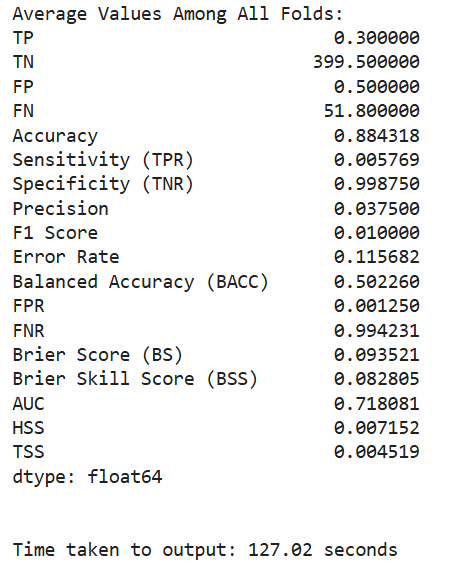 Average Values Among All Folds:
TP 0.300000
TN 399.500000
FP 0.500000
FN 51.800000
Accuracy 0.884318
Sensitivity (TPR) 0.005769
Specificity (TNR) 0.998750
Precision 0.037500
F1 Score 0.010000
Error Rate 0.115682
Balanced Accuracy (BACC) 0.502260
FPR 0.001250
FNR 0.994231
Brier Score (BS) 0.093521
Brier Skill Score (BSS) 0.082805
AUC 0.718081
HSS 0.007152
TSS 0.004519
dtype: float64
Time taken to output: 127.02 seconds